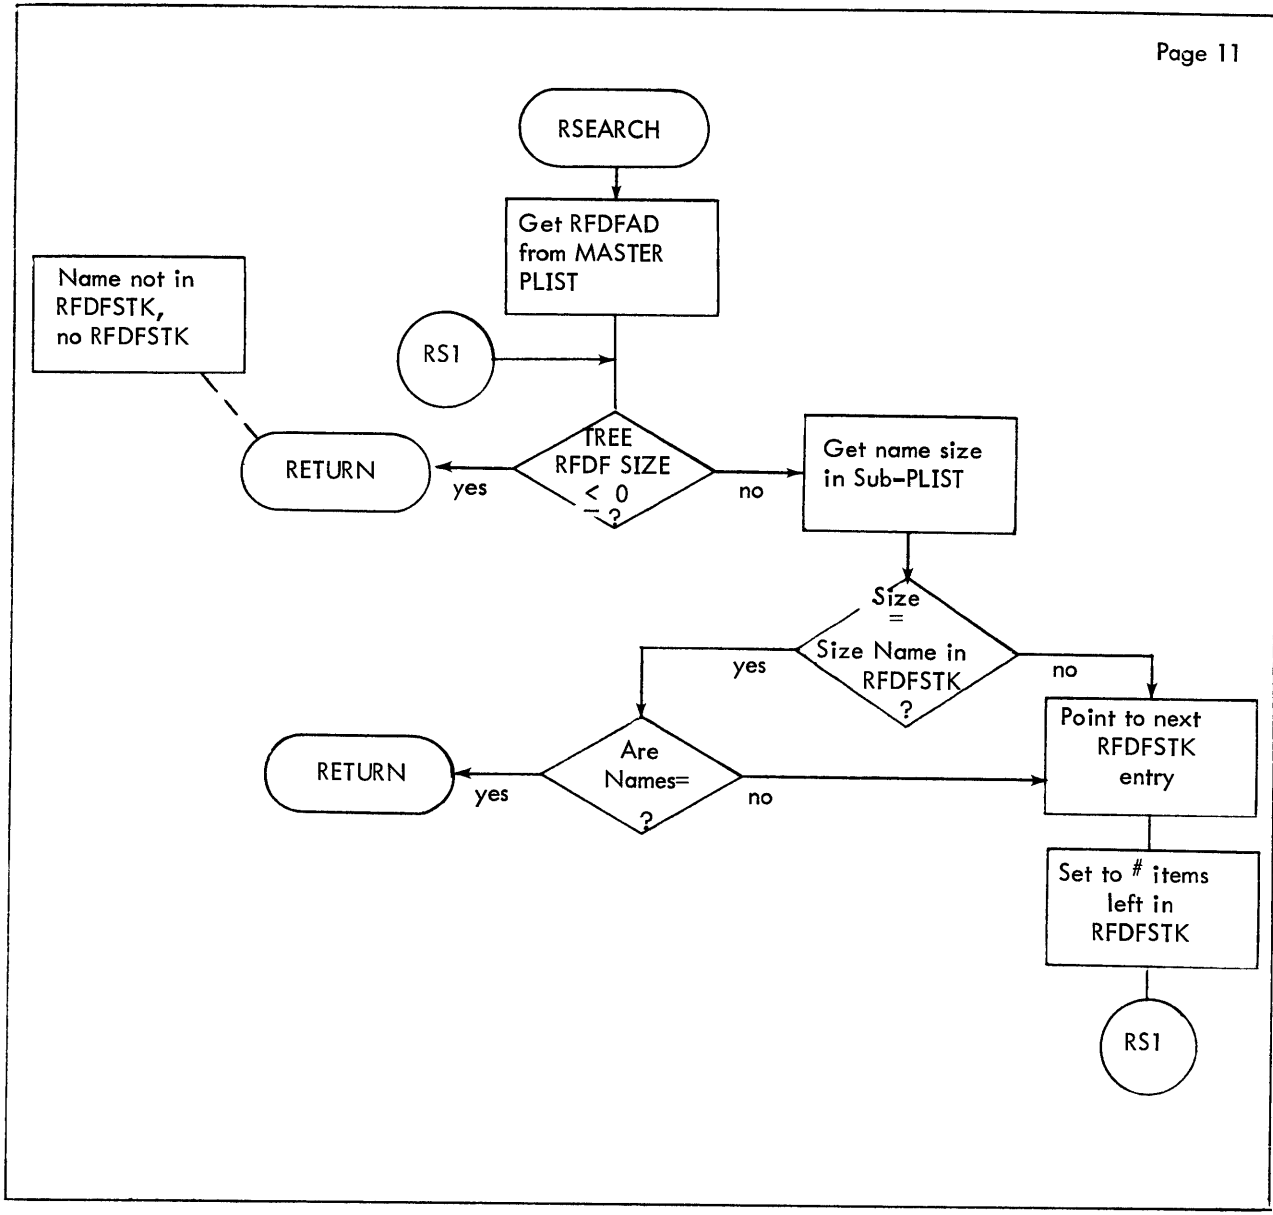 Page 11
RSEARCH
Get RFDFAD
from MASTER
PLIST
Name not in
RFDFSTK,
no RFDFSTK
RS1
TREE
RFDF SIZE
≤ 0
?
RETURN
yes
no
Get name size
in Sub-PLIST
Size
=
Size Name in
RFDFSTK
?
yes
no
Point to next
RFDFSTK
entry
Are
Names=
?
RETURN
yes
no
Set to # items
left in
RFDFSTK
RS1